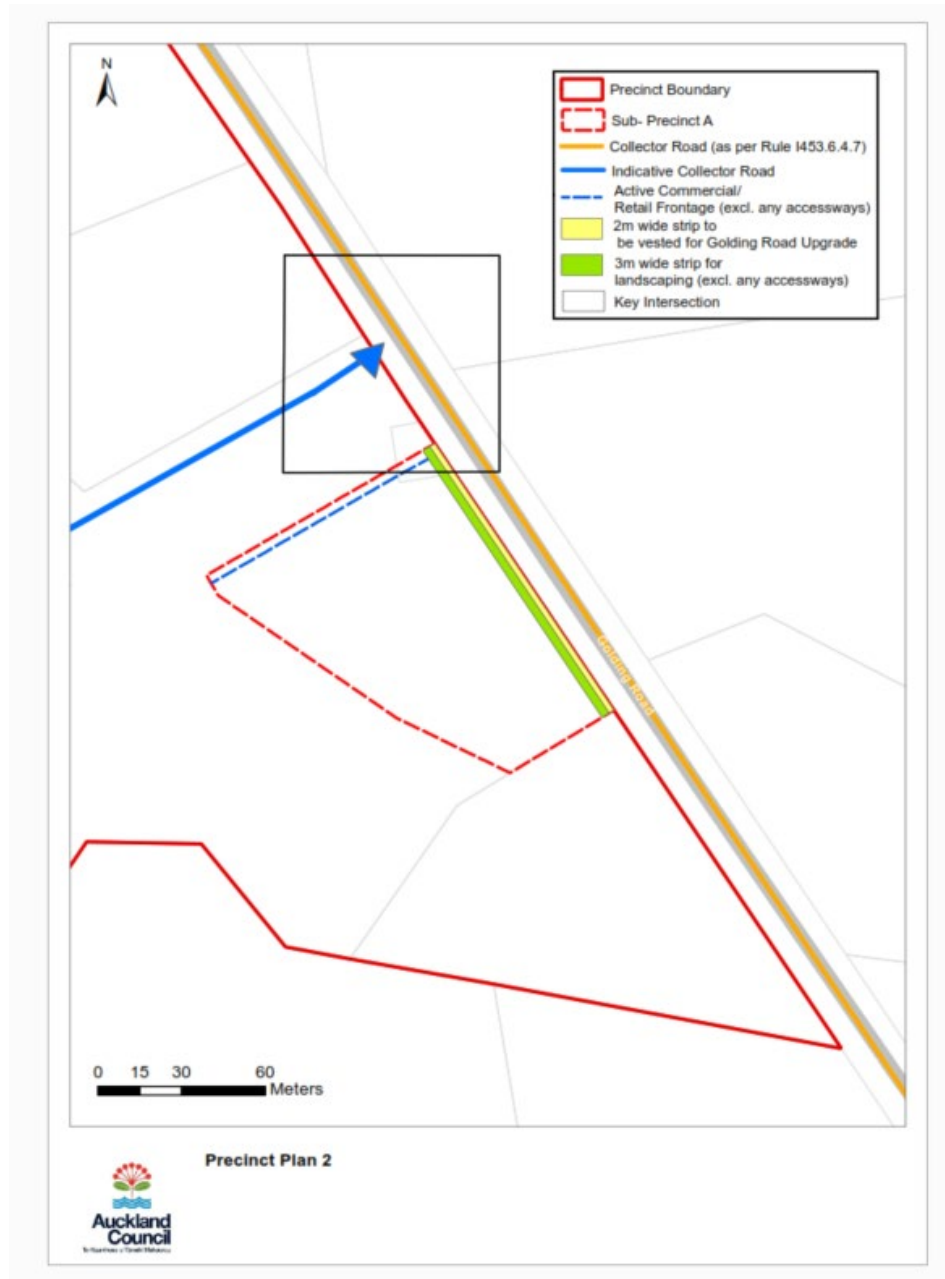 N
Precinct Boundary
Sub- Precinct A
Collector Road (as per Rule I453.6.4.7)
Indicative Collector Road
Active Commercial/
Retail Frontage (excl. any accessways)
2m wide strip to
be vested for Golding Road Upgrade
3m wide strip for
landscaping (excl. any accessways)
Key Intersection
Golding Road
0 15 30 60
Meters
Precinct Plan 2
Auckland
Council